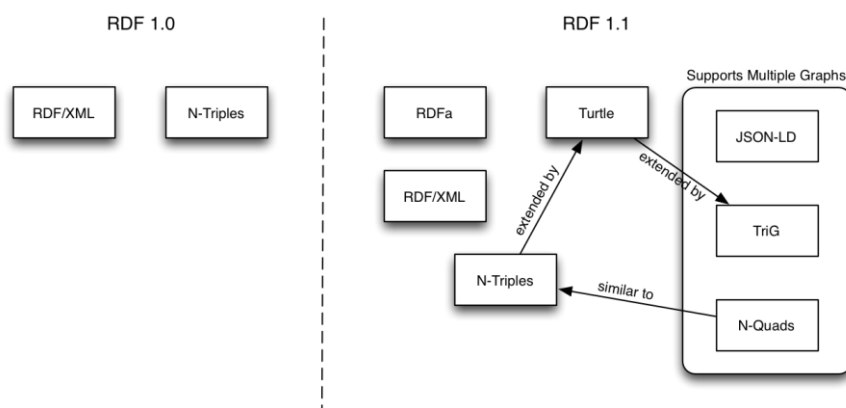 RDF 1.0
RDF 1.1
Supports Multiple Graphs
RDF/XML
N-Triples
RDFa
Turtle
JSON-LD
extended by
extended by
RDF/XML
TriG
N-Triples
similar to
N-Quads